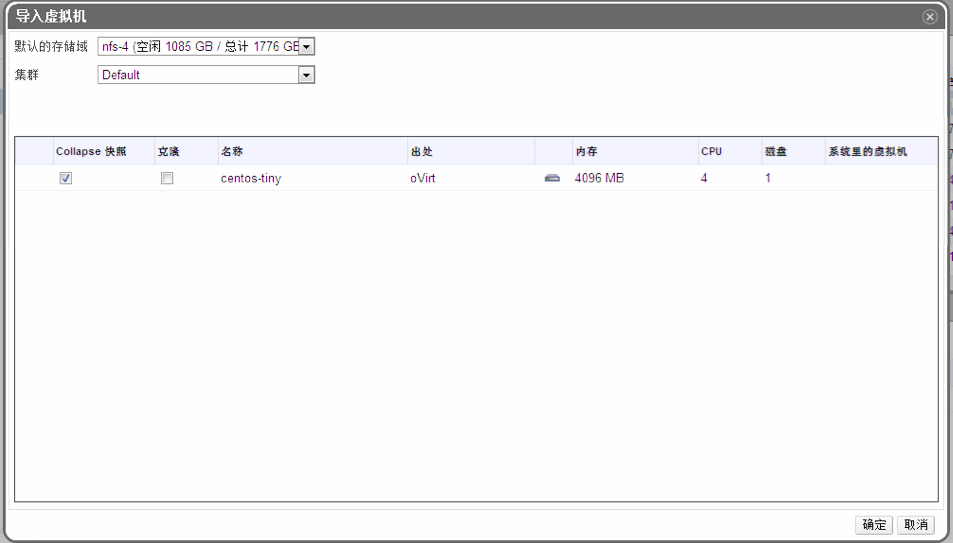 导入虚拟机
默认的存储域 nfs-4 (空闲 1085 GB / 总计 1776 GE
集群 Default
Collapse 快照 克隆 名称 出处 内存 CPU 磁盘 系统里的虚拟机
centos-tiny oVirt 4096 MB 4 1
确定 取消